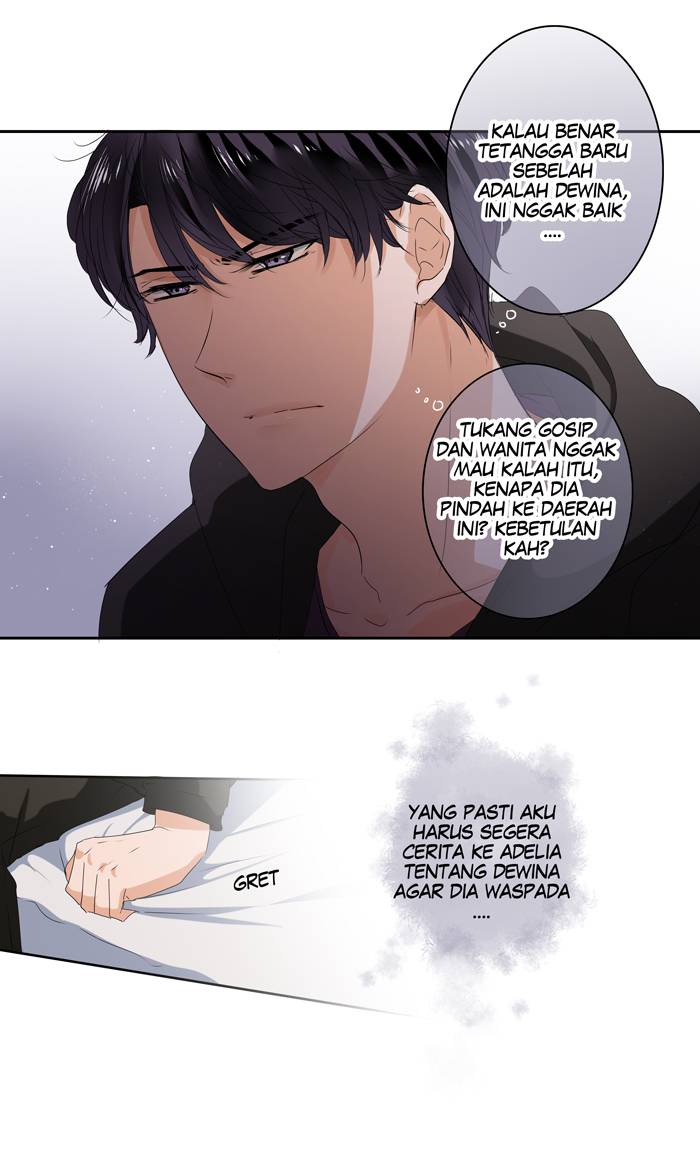 KALAU BENAR
TETANGGA BARU
SEBELAH
ADALAH DEWINA,
INI NGGAK BAIK
....
TUKANG GOSIP
DAN WANITA NGGAK
MAU KALAH ITU,
KENAPA DIA
PINDAH KE DAERAH
INI? KEBETULAN
KAH?
YANG PASTI AKU
HARUS SEGERA
CERITA KE ADELIA
TENTANG DEWINA
AGAR DIA WASPADA
....
GRET